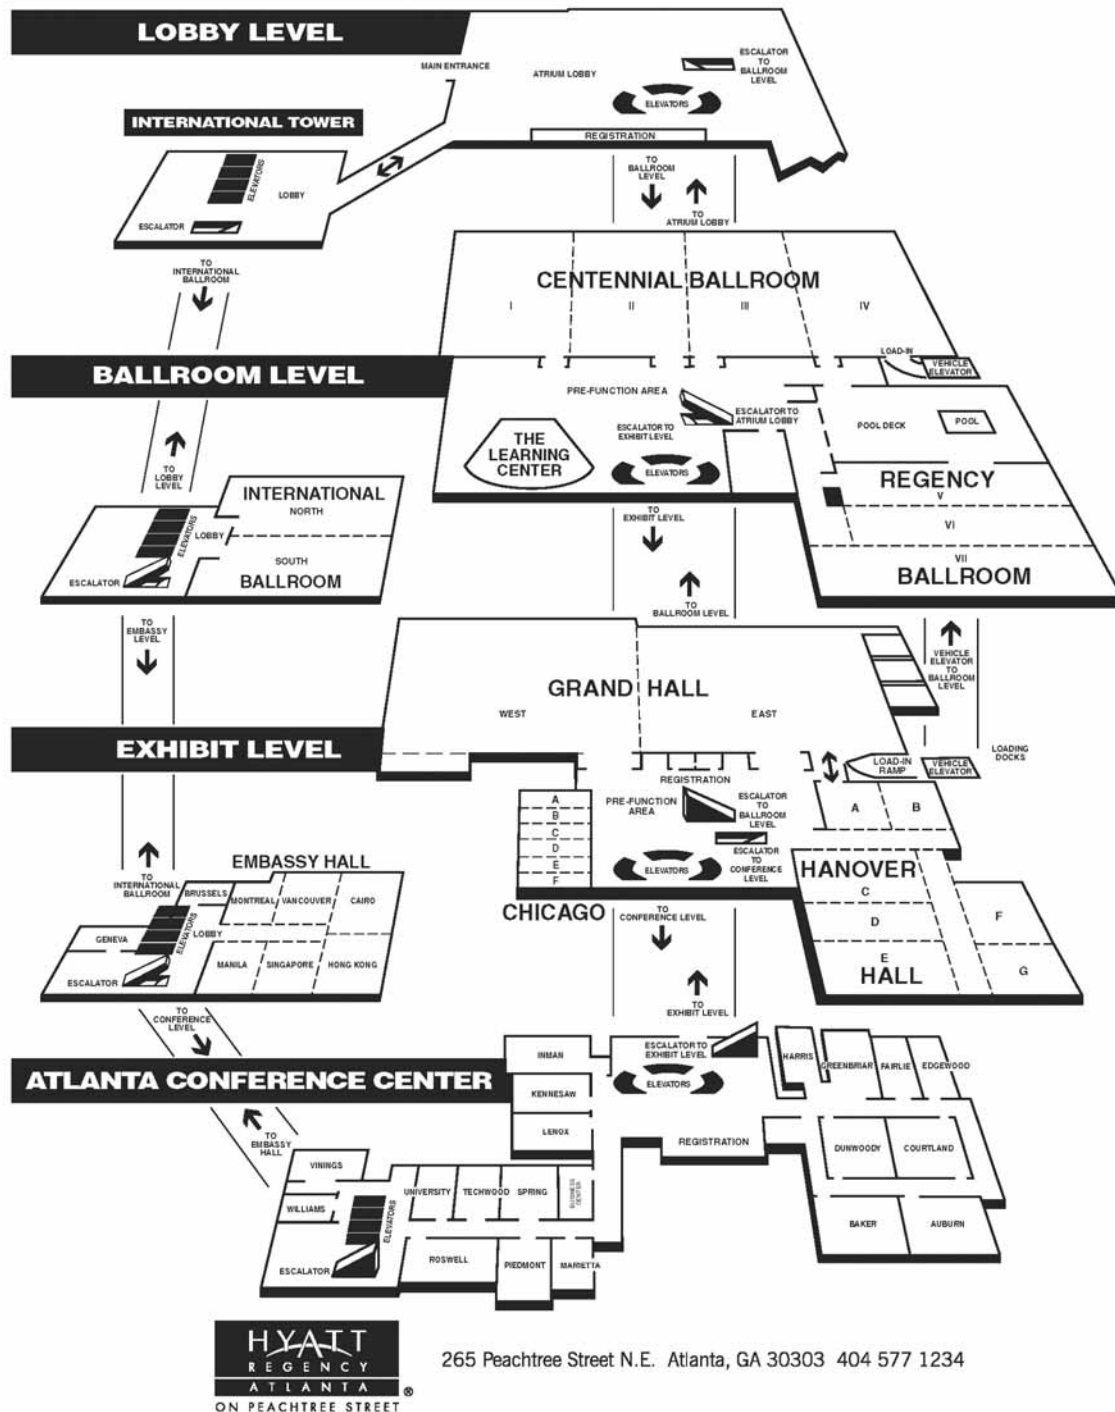 LOBBY LEVEL
MAIN ENTRANCE
ATRIUM LOBBY
ESCALATOR
TO
BALLROOM
LEVEL
ELEVATORS
REGISTRATION
INTERNATIONAL TOWER
ELEVATORS
LOBBY
ESCALATOR
TO
BALLROOM
LEVEL
TO
ATRIUM LOBBY
TO
INTERNATIONAL
BALLROOM
CENTENNIAL BALLROOM
I
II
III
IV
BALLROOM LEVEL
LOAD-IN
VEHICLE
ELEVATOR
PRE-FUNCTION AREA
ESCALATOR TO
ATRIUM LOBBY
ESCALATOR TO
EXHIBIT LEVEL
ELEVATORS
THE
LEARNING
CENTER
POOL DECK
POOL
REGENCY
V
VI
VII
BALLROOM
TO
LOBBY
LEVEL
INTERNATIONAL
NORTH
ELEVATORS
LOBBY
SOUTH
BALLROOM
ESCALATOR
TO
EXHIBIT LEVEL
TO
BALLROOM LEVEL
TO
EMBASSY
LEVEL
VEHICLE
ELEVATOR
TO
BALLROOM
LEVEL
GRAND HALL
WEST
EAST
EXHIBIT LEVEL
REGISTRATION
LOAD-IN
RAMP
VEHICLE
ELEVATOR
LOADING
DOCKS
PRE-FUNCTION
AREA
ESCALATOR
TO
BALLROOM
LEVEL
ESCALATOR
TO
CONFERENCE
LEVEL
ELEVATORS
A
B
C
D
E
F
CHICAGO
A
B
HANOVER
C
D
E
F
G
HALL
TO
INTERNATIONAL
BALLROOM
EMBASSY HALL
BRUSSELS
MONTREAL
VANCOUVER
CAIRO
GENEVA
ELEVATORS
LOBBY
MANILA
SINGAPORE
HONG KONG
ESCALATOR
TO
CONFERENCE LEVEL
TO
EXHIBIT LEVEL
TO
CONFERENCE
LEVEL
ATLANTA CONFERENCE CENTER
INMAN
KENNESAW
LENOX
ESCALATOR TO
EXHIBIT LEVEL
ELEVATORS
REGISTRATION
HARRIS
GREENBRIAR
FAIRLIE
EDGEWOOD
DUNWOODY
COURTLAND
BAKER
AUBURN
TO
EMBASSY
HALL
VININGS
WILLIAMS
ELEVATORS
ESCALATOR
UNIVERSITY
TECHWOOD
SPRING
BUSINESS
CENTER
ROSWELL
PIEDMONT
MARIETTA
HYATT
REGENCY
ATLANTA
®
ON PEACHTREE STREET
265 Peachtree Street N.E. Atlanta, GA 30303 404 577 1234